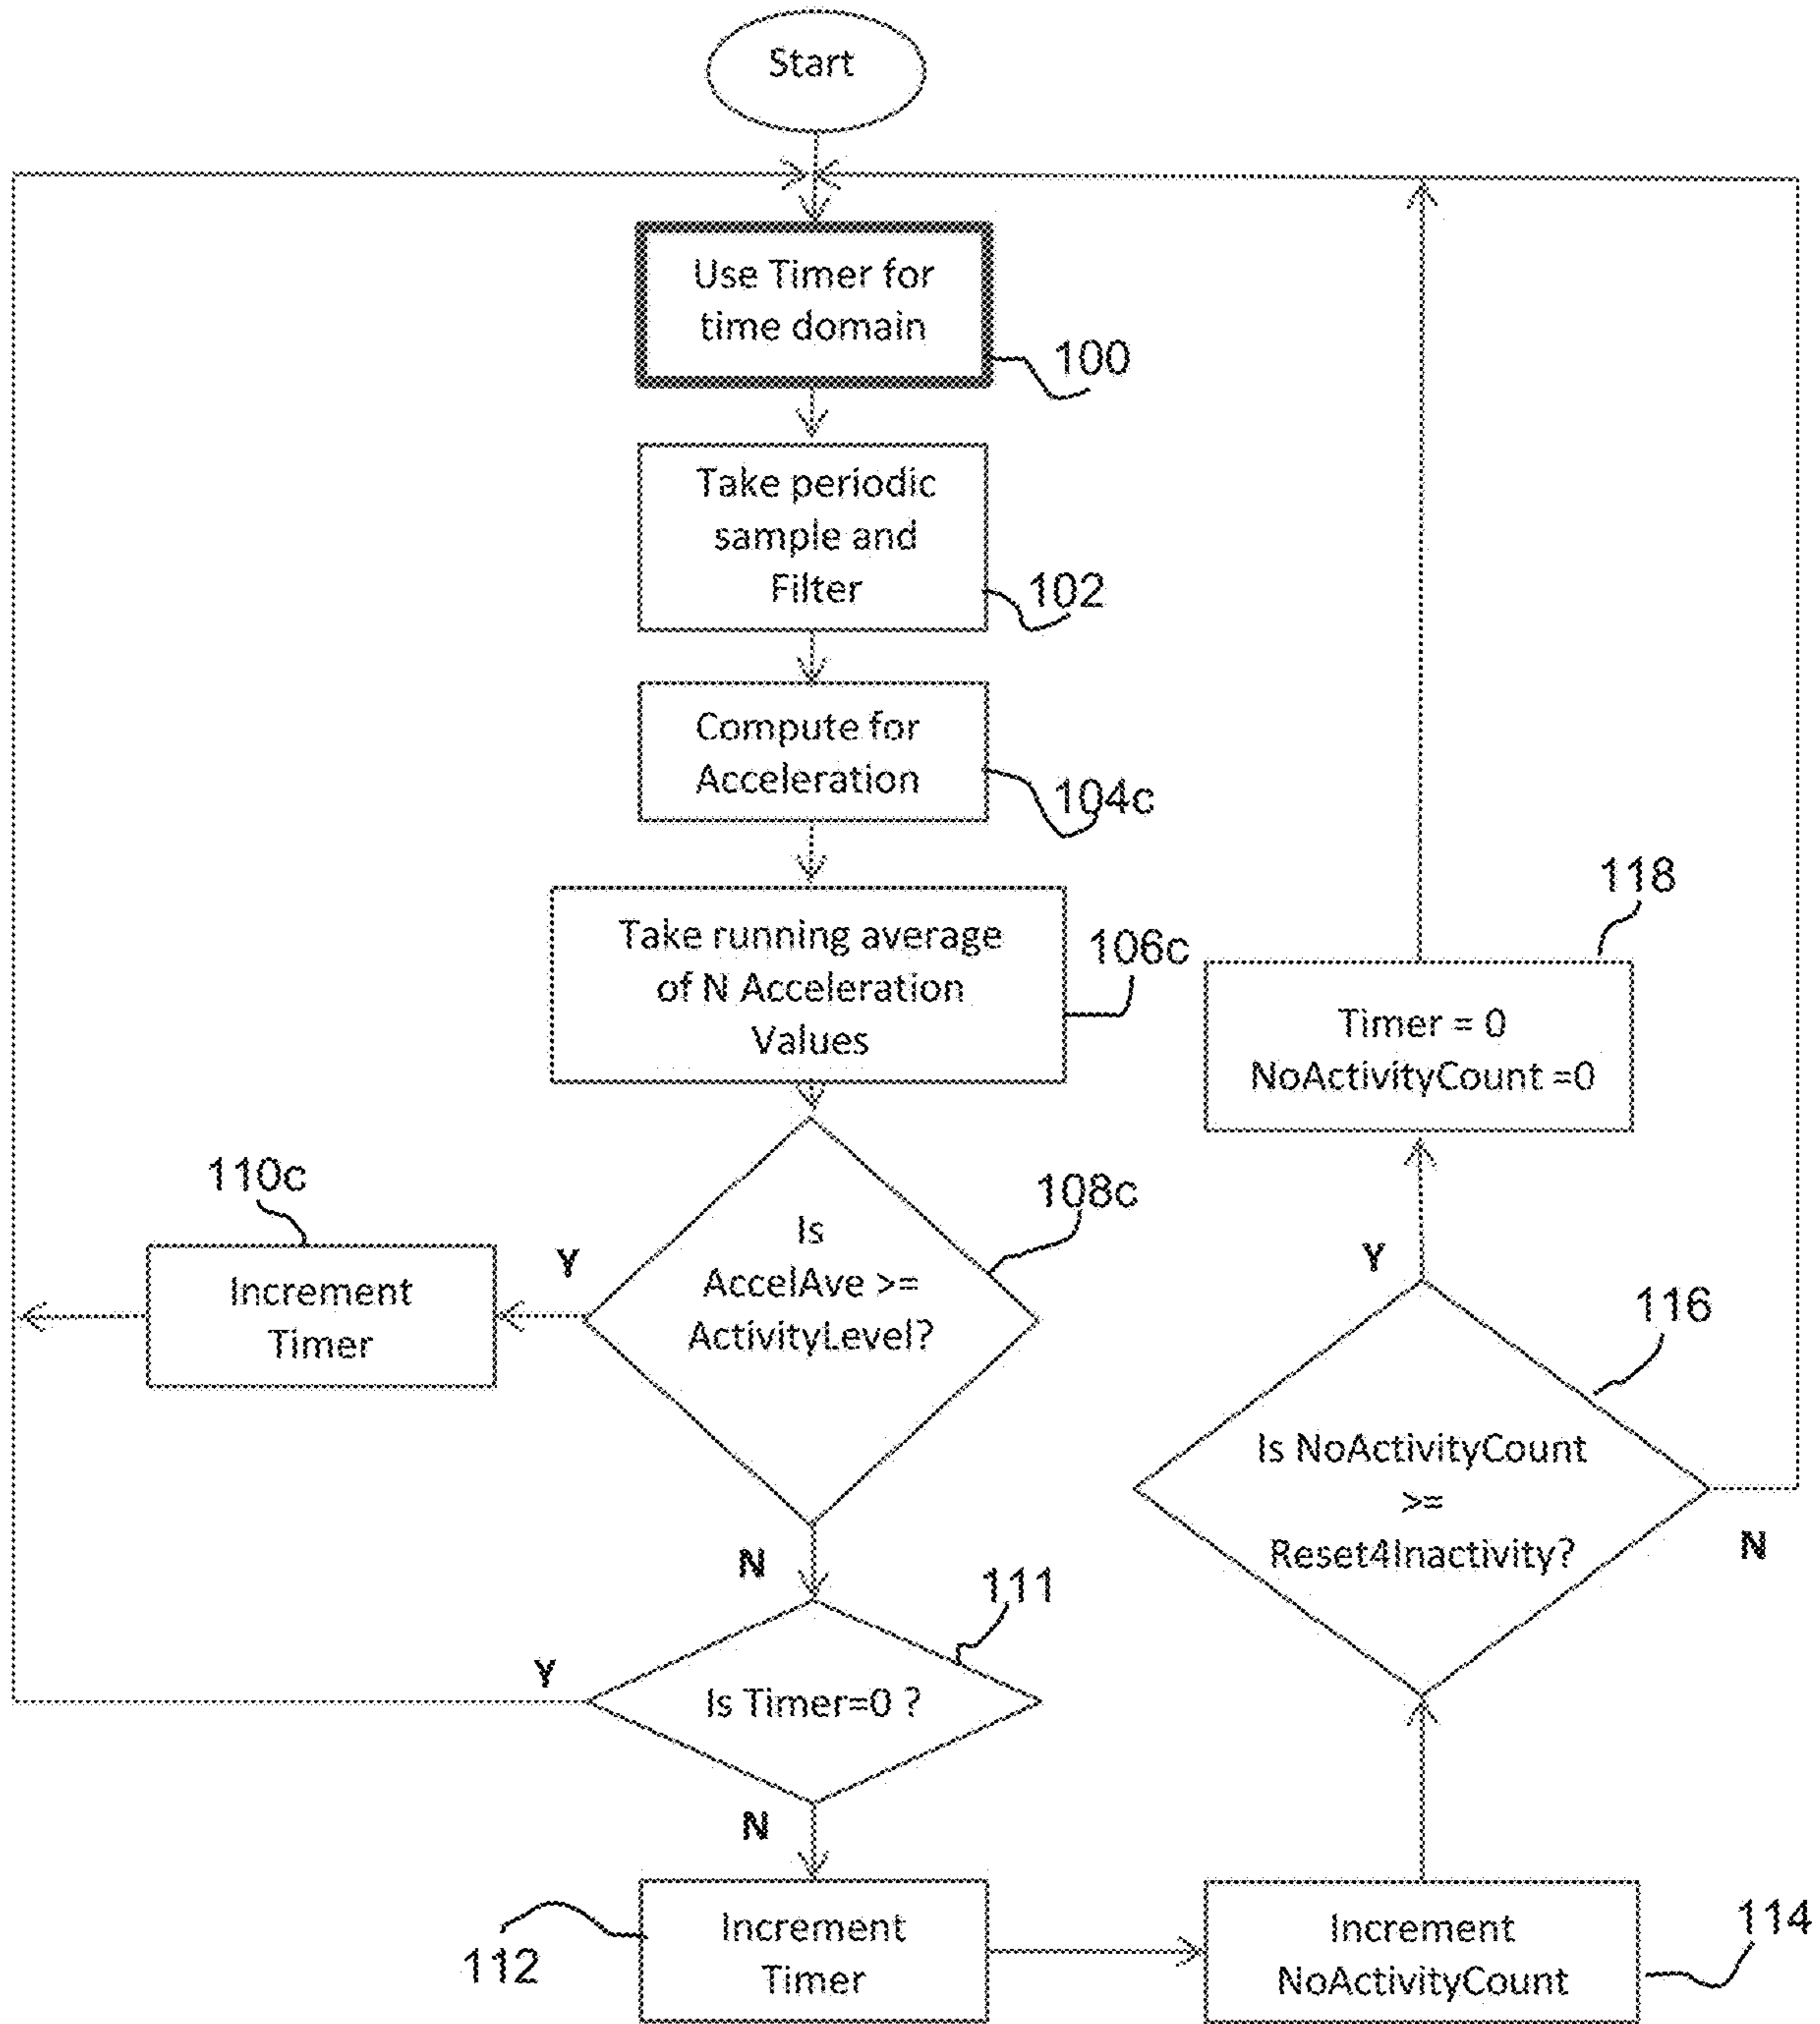 Start
Use Timer for
time domain
100
Take periodic
sample and
Filter
102
Compute for
Acceleration
104c
Take running average
of N Acceleration
Values
106c
118
Timer = 0
NoActivityCount =0
110c
Increment
Timer
Y
Is
AccelAve >=
ActivityLevel?
108c
Y
116
Is NoActivityCount
>=
Reset4Inactivity?
N
N
111
Y
Is Timer=0 ?
N
112
Increment
Timer
Increment
NoActivityCount
114